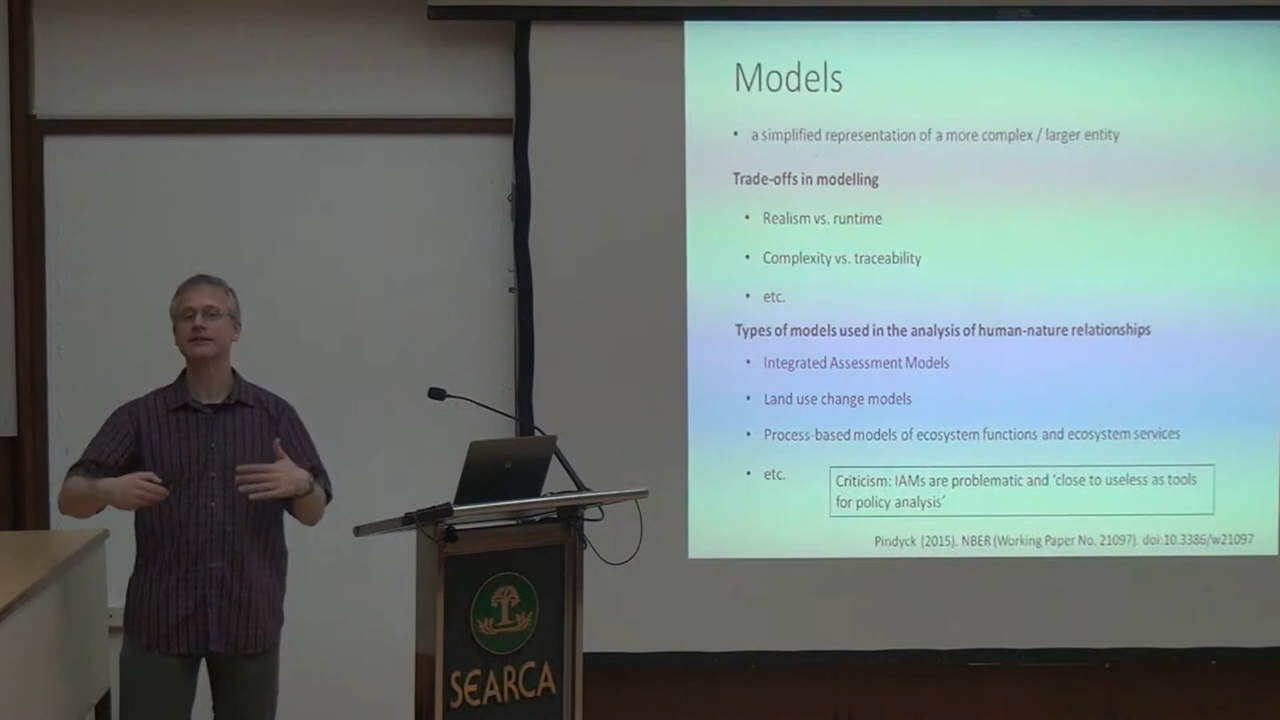 Models
• a simplified representation of a more complex / larger entity
Trade-offs in modelling
• Realism vs. runtime
• Complexity vs. traceability
• etc.
Types of models used in the analysis of human-nature relationships
• Integrated Assessment Models
• Land use change models
• Process-based models of ecosystem functions and ecosystem services
• etc.
Criticism: IAMs are problematic and ‘close to useless as tools
for policy analysis’
Pindyck (2015). NBER (Working Paper No. 21097). doi:10.3386/w21097
SEARCA